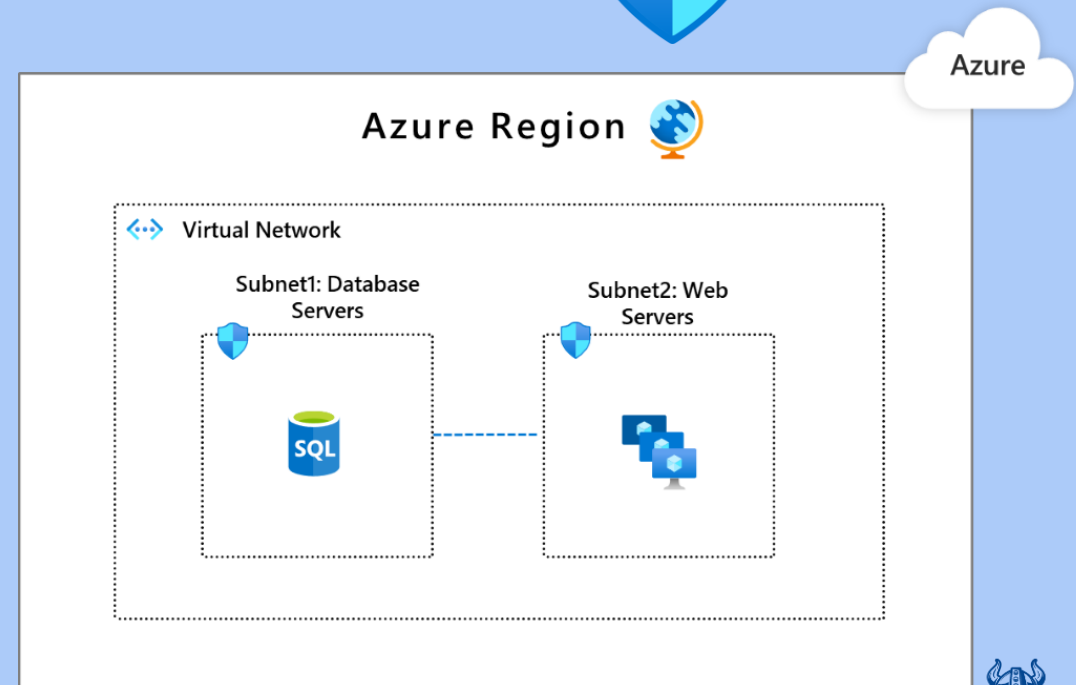 Azure
Azure Region
Virtual Network
Subnet1: Database
Servers
Subnet2: Web
Servers
SQL